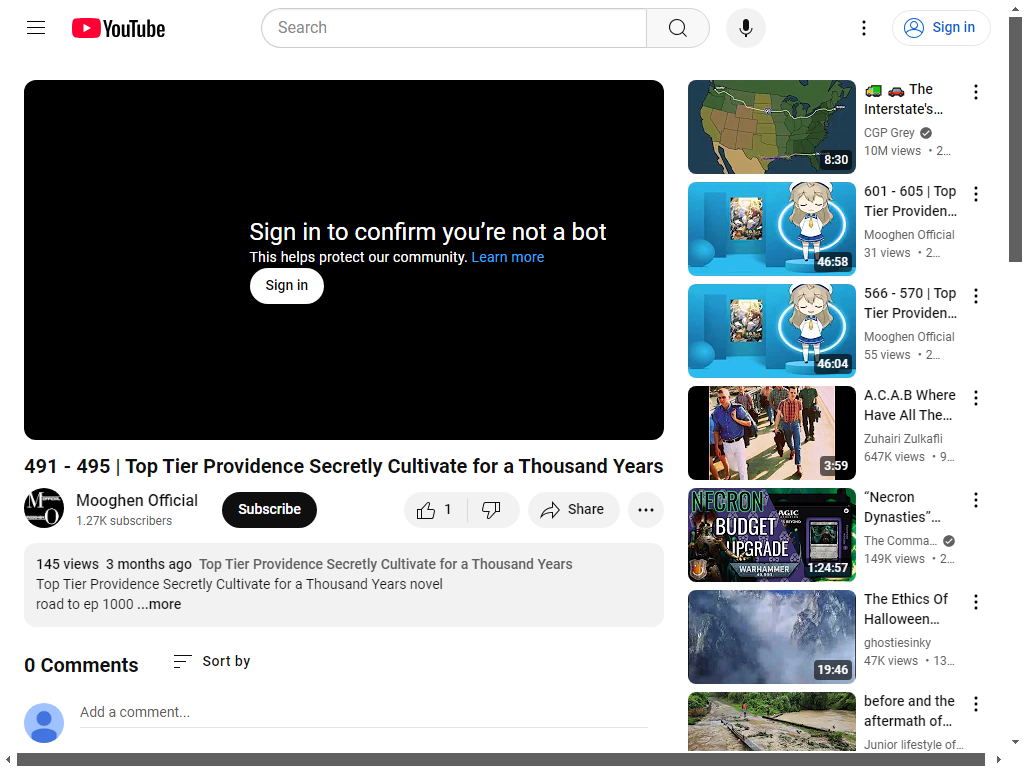 YouTube
Search
Sign in
Sign in to confirm you’re not a bot
This helps protect our community. Learn more
Sign in
491 - 495 | Top Tier Providence Secretly Cultivate for a Thousand Years
Mooghen Official
1.27K subscribers
Subscribe
1
Share
145 views 3 months ago Top Tier Providence Secretly Cultivate for a Thousand Years
Top Tier Providence Secretly Cultivate for a Thousand Years novel
road to ep 1000 ...more
0 Comments
Sort by
Add a comment...
8:30
The
Interstate's...
CGP Grey
10M views • 2...
46:58
601 - 605 | Top
Tier Providen...
Mooghen Official
31 views • 2...
46:04
566 - 570 | Top
Tier Providen...
Mooghen Official
55 views • 2...
3:59
A.C.A.B Where
Have All The...
Zuhairi Zulkafli
647K views • 9...
NECRON
BUDGET
UPGRADE
WARHAMMER
40,000
1:24:57
“Necron
Dynasties”...
The Comma...
149K views • 2...
19:46
The Ethics Of
Halloween...
ghostiesinky
47K views • 13...
before and the
aftermath of...
Junior lifestyle of...